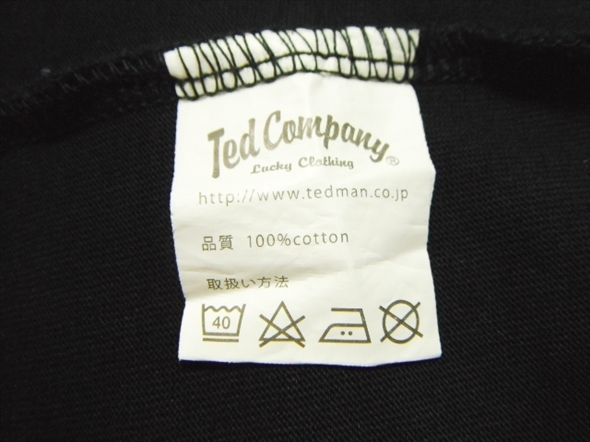 Ted Company®
Lucky Clothing
http://www.tedman.co.jp
品質 100%cotton
取扱い方法
40